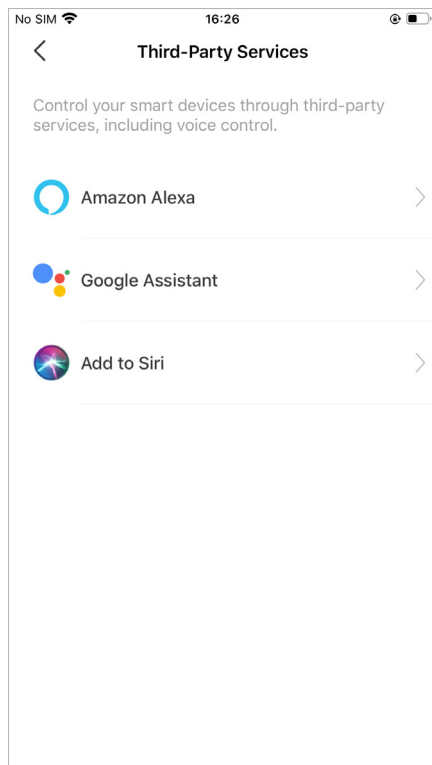 No SIM 16:26
Third-Party Services
Control your smart devices through third-party
services, including voice control.
Amazon Alexa
Google Assistant
Add to Siri